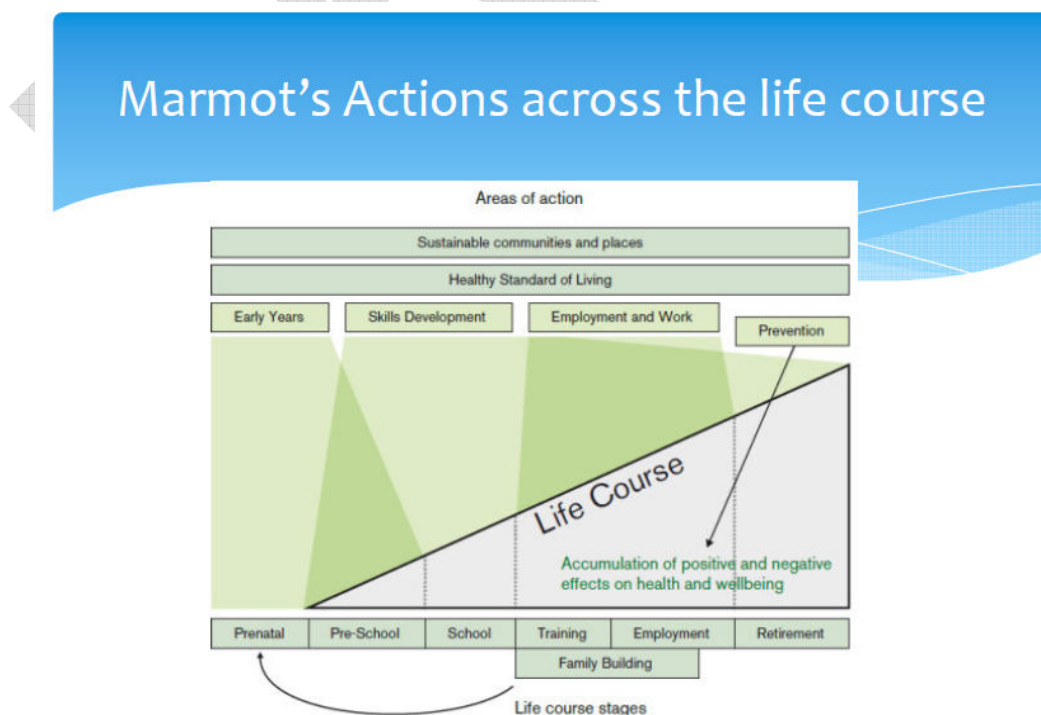 Marmot's Actions across the life course
Areas of action
Sustainable communities and places
Healthy Standard of Living
Early Years
Skills Development
Employment and Work
Prevention
Life Course
Accumulation of positive and negative
effects on health and wellbeing
Prenatal
Pre-School
School
Training
Employment
Retirement
Family Building
Life course stages